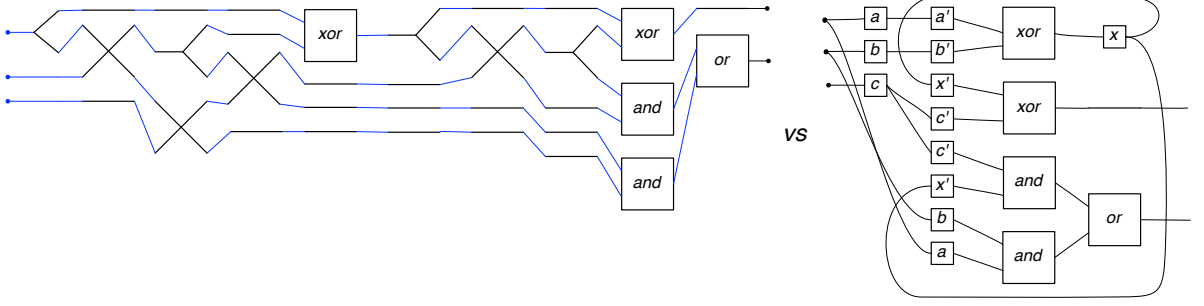 xor
xor
or
and
and
vs
a
a'
xor
x
b
b'
c
x'
xor
c'
c'
and
x'
b
or
a
and